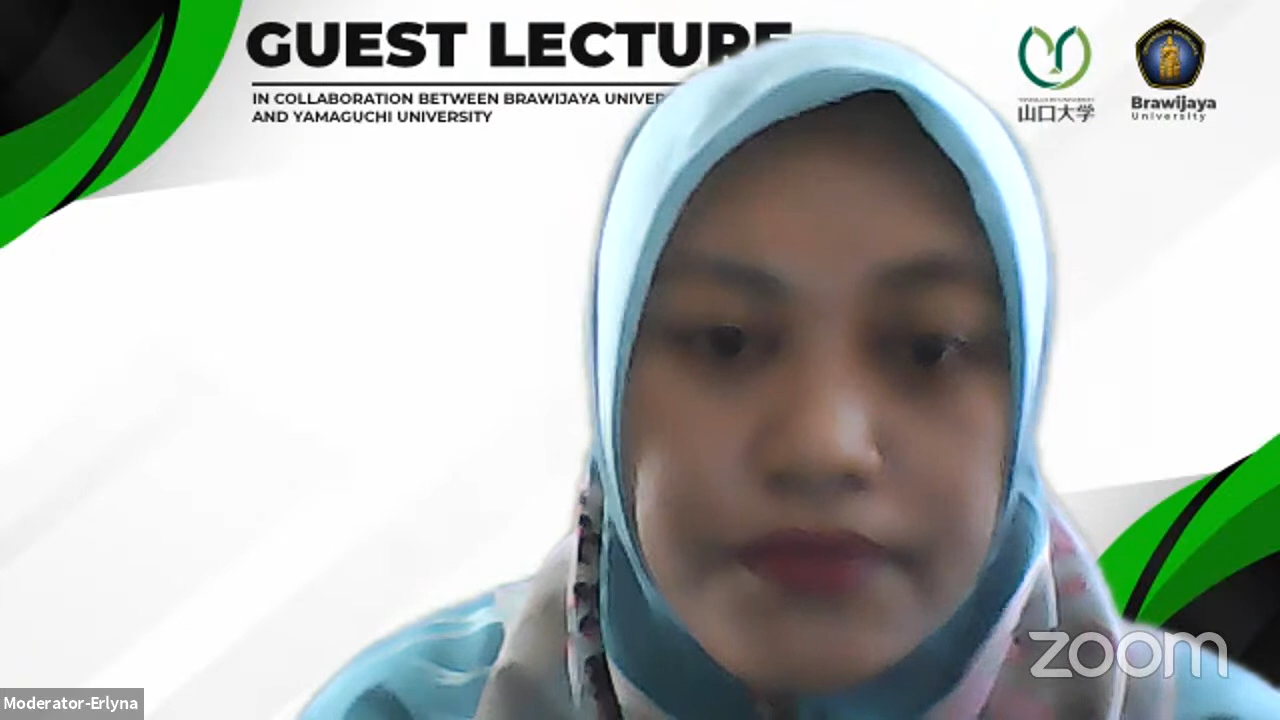 GUEST LECTURE
IN COLLABORATION BETWEEN BRAWIJAYA UNIVER
AND YAMAGUCHI UNIVERSITY
山口大学
Brawijaya
University
zoom
Moderator-Erlyna